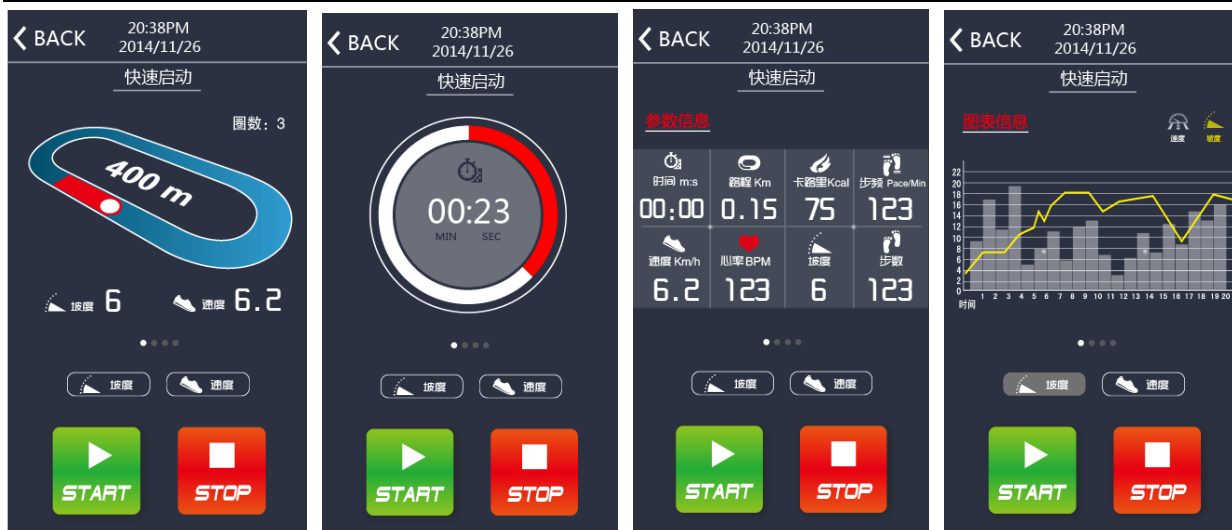 BACK
20:38PM
2014/11/26
快速启动
圈数: 3
400 m
坡度 6
速度 6.2
坡度
速度
START
STOP
BACK
20:38PM
2014/11/26
快速启动
00:23
MIN SEC
坡度
速度
START
STOP
BACK
20:38PM
2014/11/26
快速启动
参数信息
时间 m:s 路程 Km 卡路里Kcal 步频 Pace/Min
00:00 0.15 75 123
速度 Km/h 心率BPM 坡度 步数
6.2 123 6 123
坡度
速度
START
STOP
BACK
20:38PM
2014/11/26
快速启动
图表信息
速度 坡度
22
20
18
16
14
12
10
8
6
4
2
0
1 2 3 4 5 6 7 8 9 10 11 12 13 14 15 16 17 18 19 20
时间
坡度
速度
START
STOP